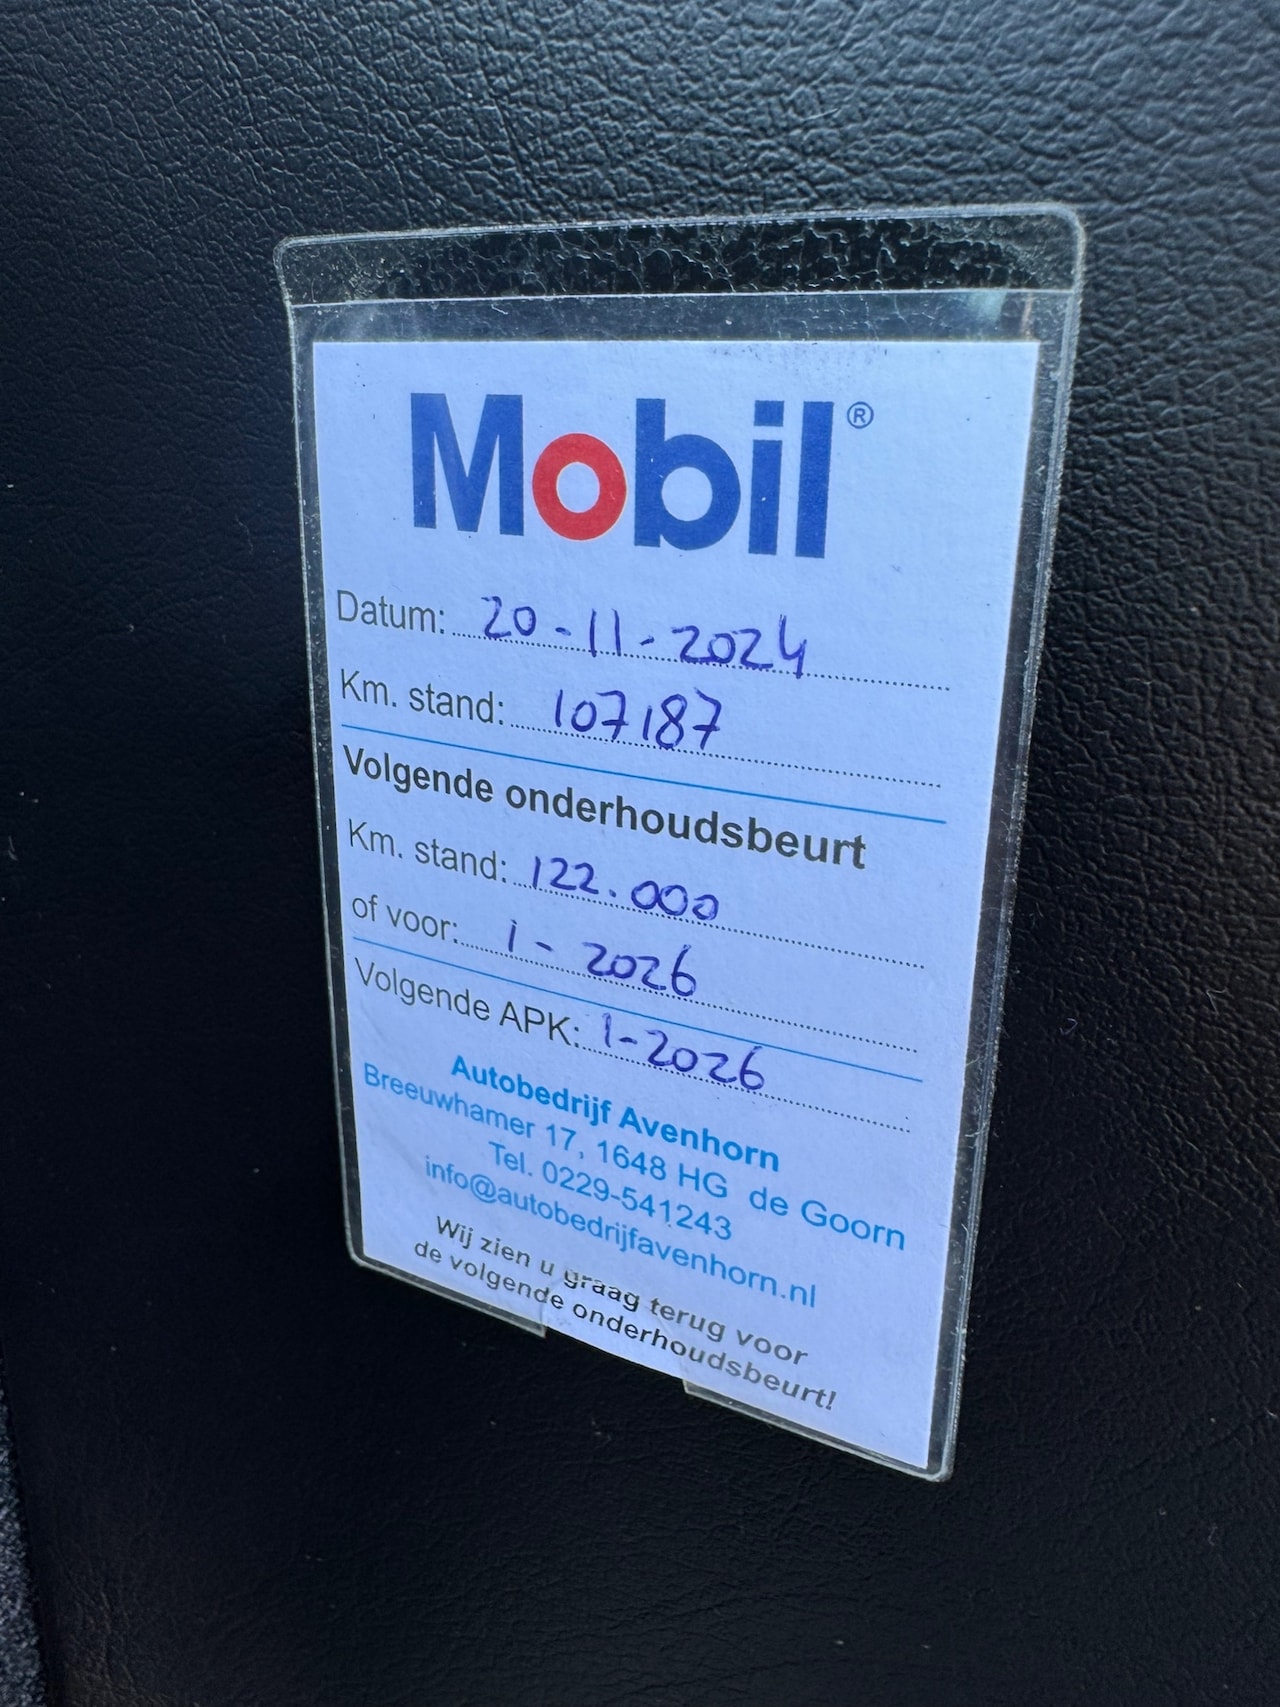 Mobil®
Datum: 20-11-2024
Km. stand: 107187
Volgende onderhoudsbeurt
Km. stand: 122.000
of voor: 1-2026
Volgende APK: 1-2026
Autobedrijf Avenhorn
Breeuwhamer 17, 1648 HG de Goorn
Tel. 0229-541243
info@autobedrijfavenhorn.nl
Wij zien u graag terug voor
de volgende onderhoudsbeurt!